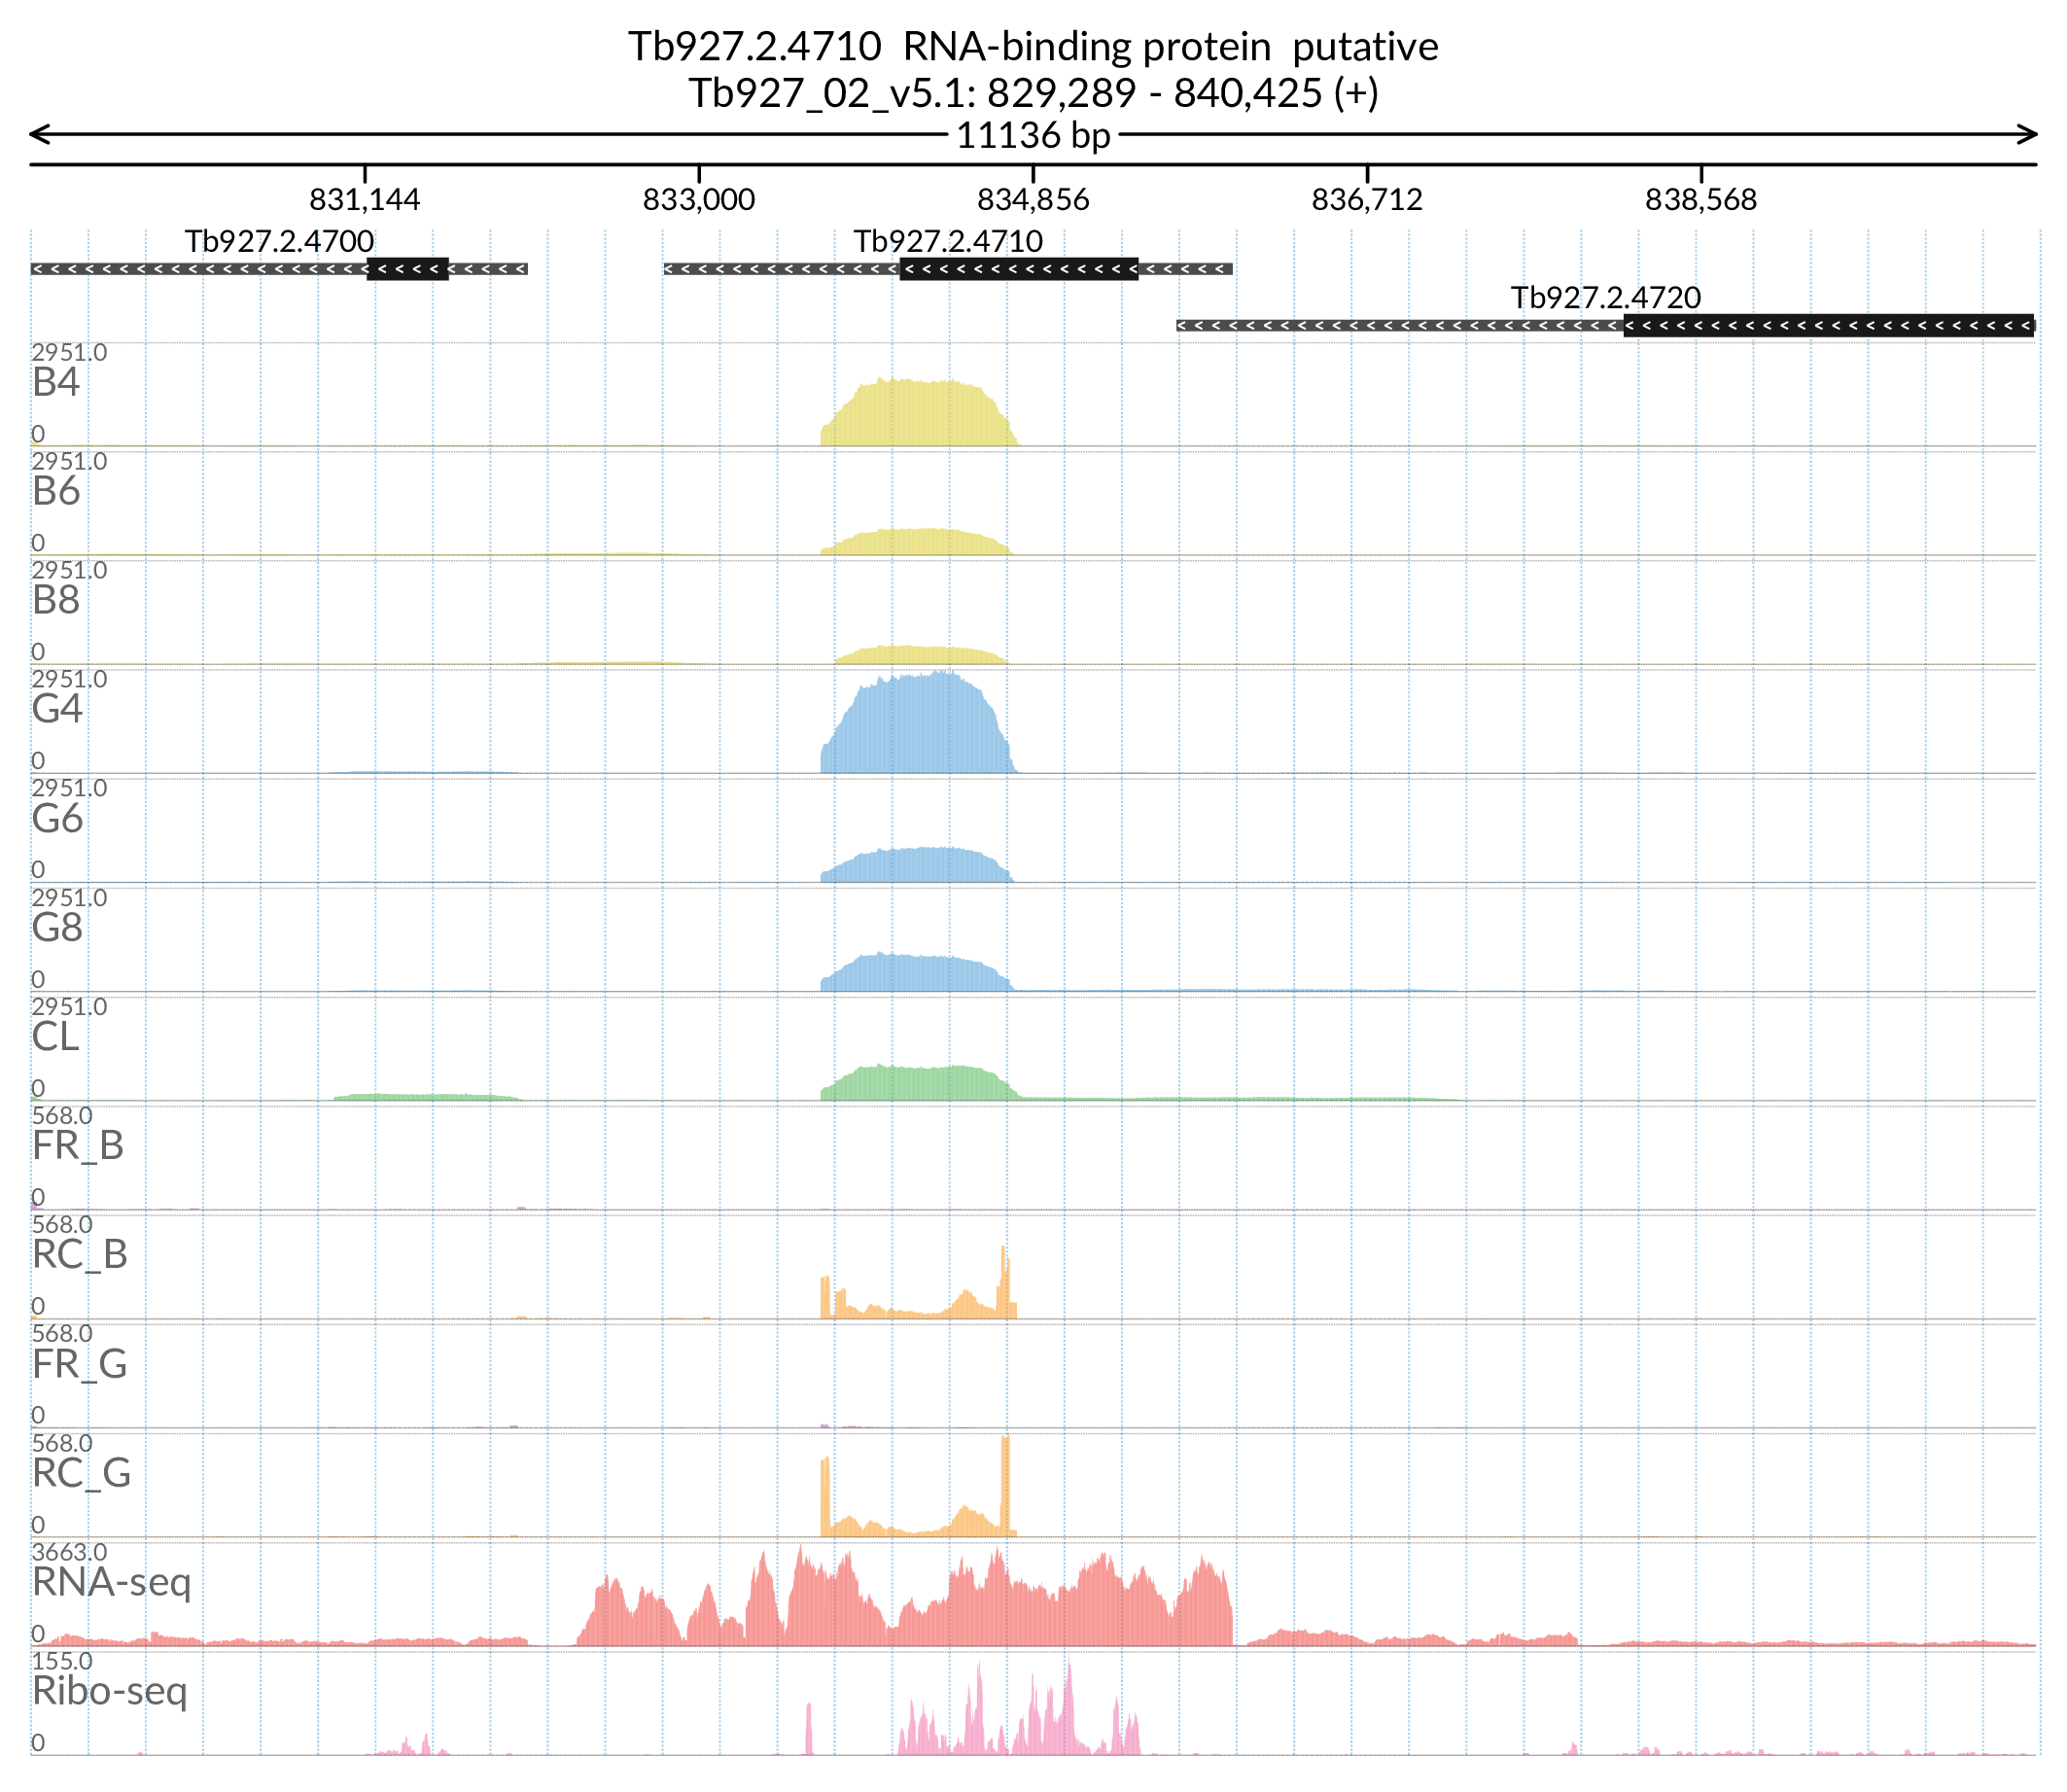 Tb927.2.4710  RNA-binding protein  putative
Tb927_02_v5.1: 829,289 - 840,425 (+)
11136 bp
831,144 833,000 834,856 836,712 838,568
Tb927.2.4700 Tb927.2.4710
Tb927.2.4720
2951.0
B4
0
2951.0
B6
0
2951.0
B8
0
2951.0
G4
0
2951.0
G6
0
2951.0
G8
0
2951.0
CL
0
568.0
FR_B
0
568.0
RC_B
0
568.0
FR_G
0
568.0
RC_G
0
3663.0
RNA-seq
0
155.0
Ribo-seq
0